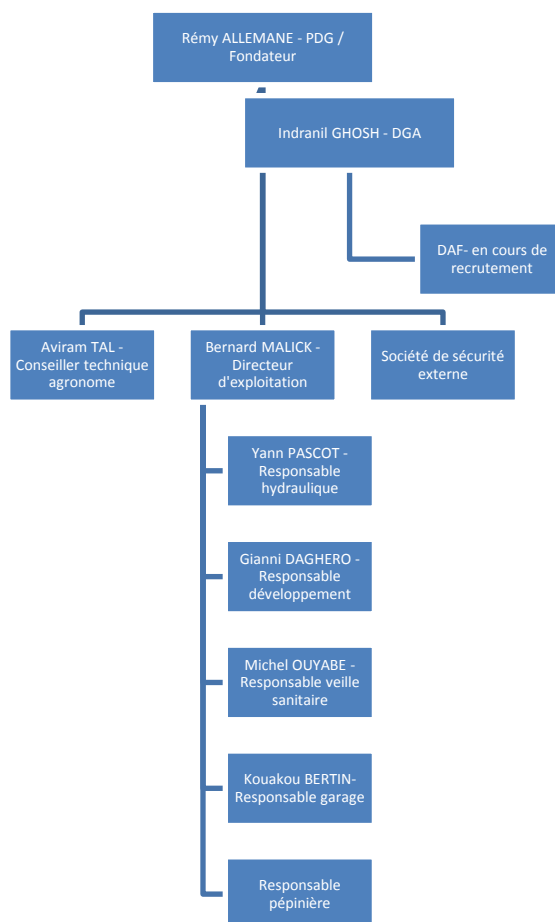 Rémy ALLEMANE - PDG /
Fondateur
Indranil GHOSH - DGA
DAF- en cours de
recrutement
Aviram TAL -
Conseiller technique
agronome
Bernard MALICK -
Directeur
d'exploitation
Société de sécurité
externe
Yann PASCOT -
Responsable
hydraulique
Gianni DAGHERO -
Responsable
développement
Michel OUYABE -
Responsable veille
sanitaire
Kouakou BERTIN-
Responsable garage
Responsable
pépinière